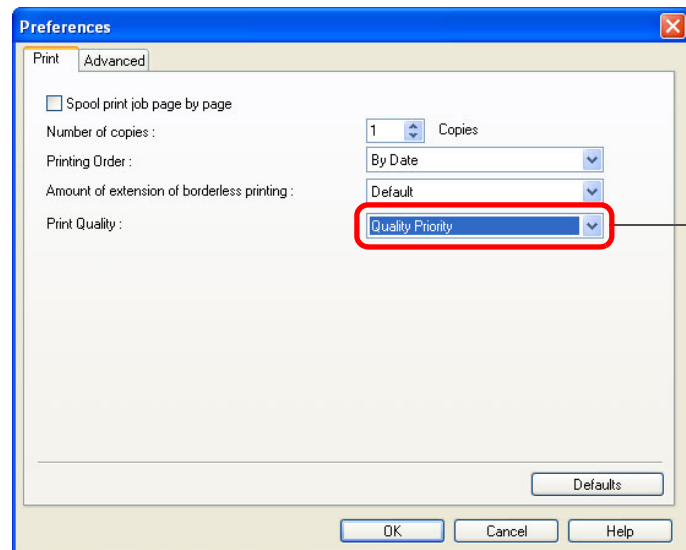 Preferences
Print Advanced
Spool print job page by page
Number of copies : 1 Copies
Printing Order : By Date
Amount of extension of borderless printing : Default
Print Quality : Quality Priority
Defaults
OK Cancel Help